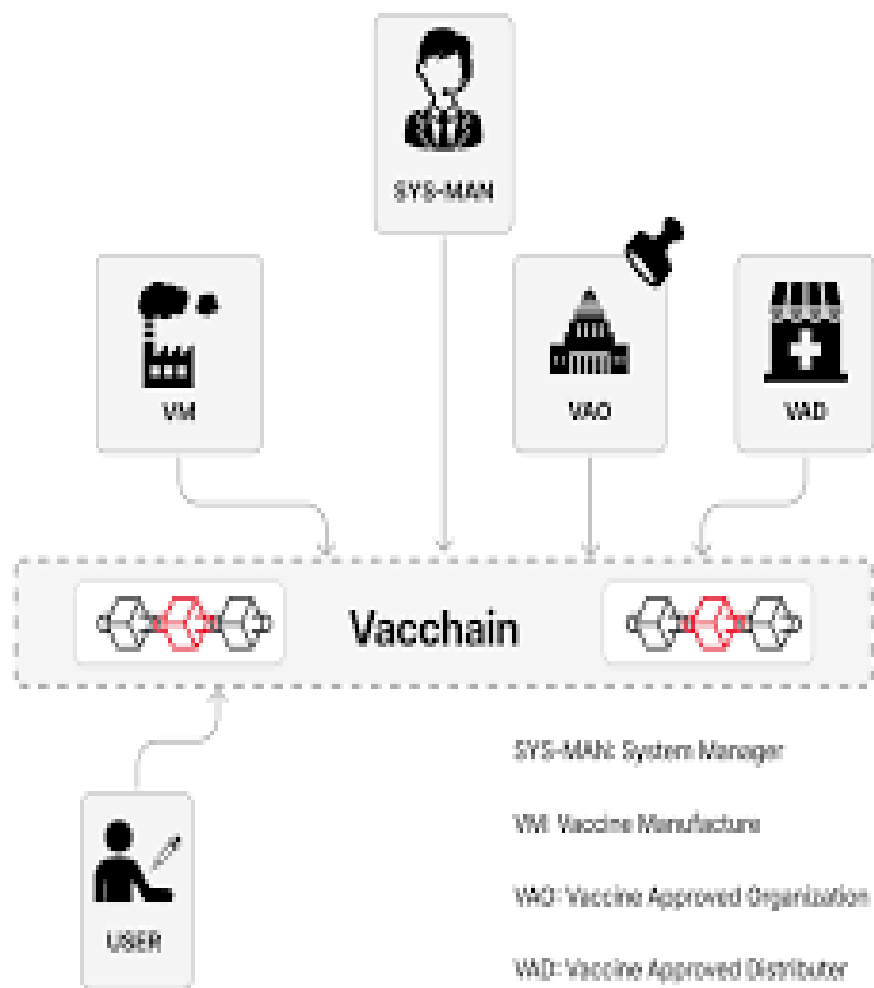 SYS-MAN
VM
VAO
VAD
Vacchain
SYS-MAN: System Manager
VM: Vaccine Manufacture
VAO: Vaccine Approved Organization
VAD: Vaccine Approved Distributer
USER